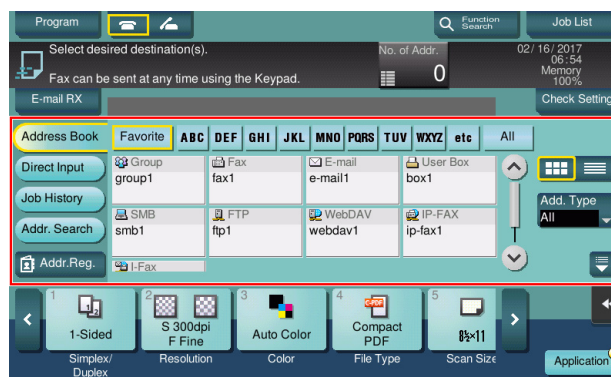 Program
Function
Search
Job List
Select desired destination(s).
No. of Addr.
02/16/2017
06:54
Fax can be sent at any time using the Keypad.
0
Memory
100%
E-mail RX
Check Setting
Address Book
Favorite
ABC
DEF
GHI
JKL
MNO
PQRS
TUV
WXYZ
etc
All
Direct Input
Group
group1
Fax
fax1
E-mail
e-mail1
User Box
box1
Job History
Add. Type
All
Addr. Search
SMB
smb1
FTP
ftp1
WebDAV
webdav1
IP-FAX
ip-fax1
Addr.Reg.
I-Fax
1
1-Sided
Simplex/
Duplex
2
S 300dpi
F Fine
Resolution
3
Auto Color
Color
4
C-PDF
Compact
PDF
File Type
5
8½×11
Scan Size
Application